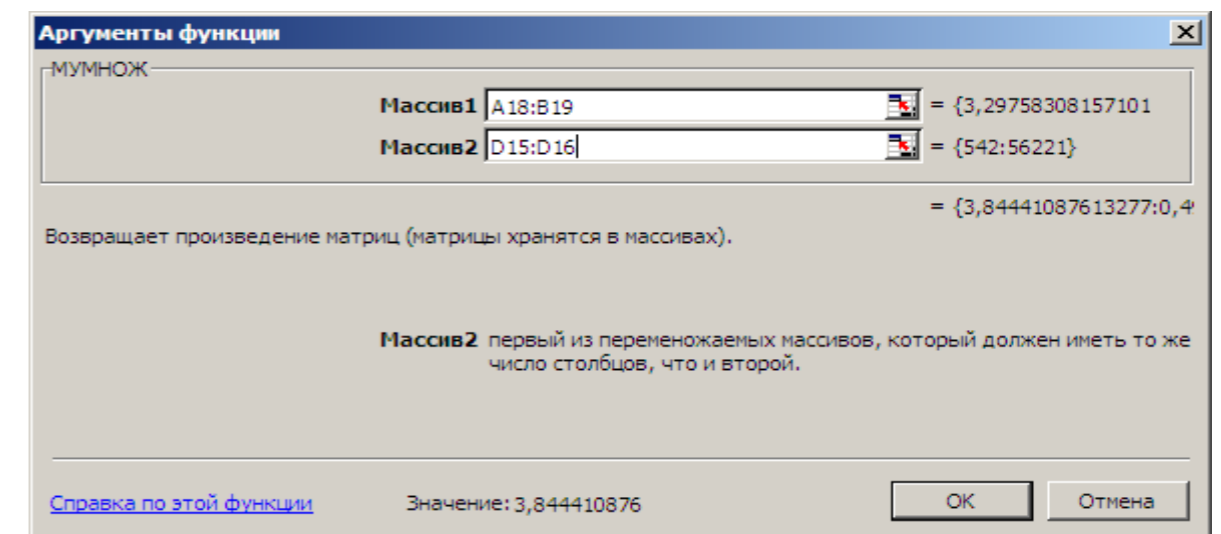 Аргументы функции
МУМНОЖ
Массив1 A18:B19 = {3,29758308157101
Массив2 D15:D16 = {542:56221}
= {3,84441087613277:0,49
Возвращает произведение матриц (матрицы хранятся в массивах).
Массив2 первый из переменожаемых массивов, который должен иметь то же
число столбцов, что и второй.
Справка по этой функции Значение: 3,844410876 OK Отмена